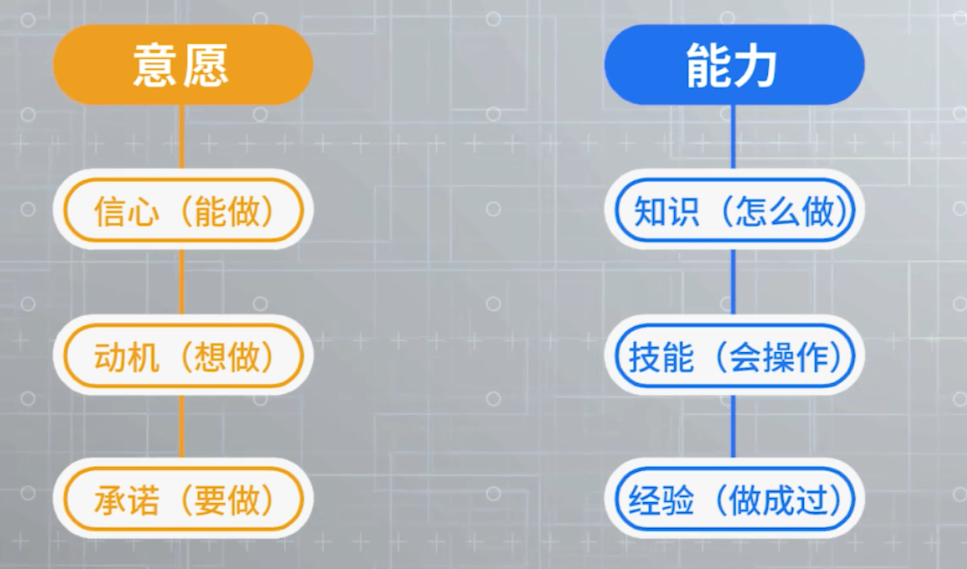 意愿
信心（能做）
动机（想做）
承诺（要做）
能力
知识（怎么做）
技能（会操作）
经验（做成过）